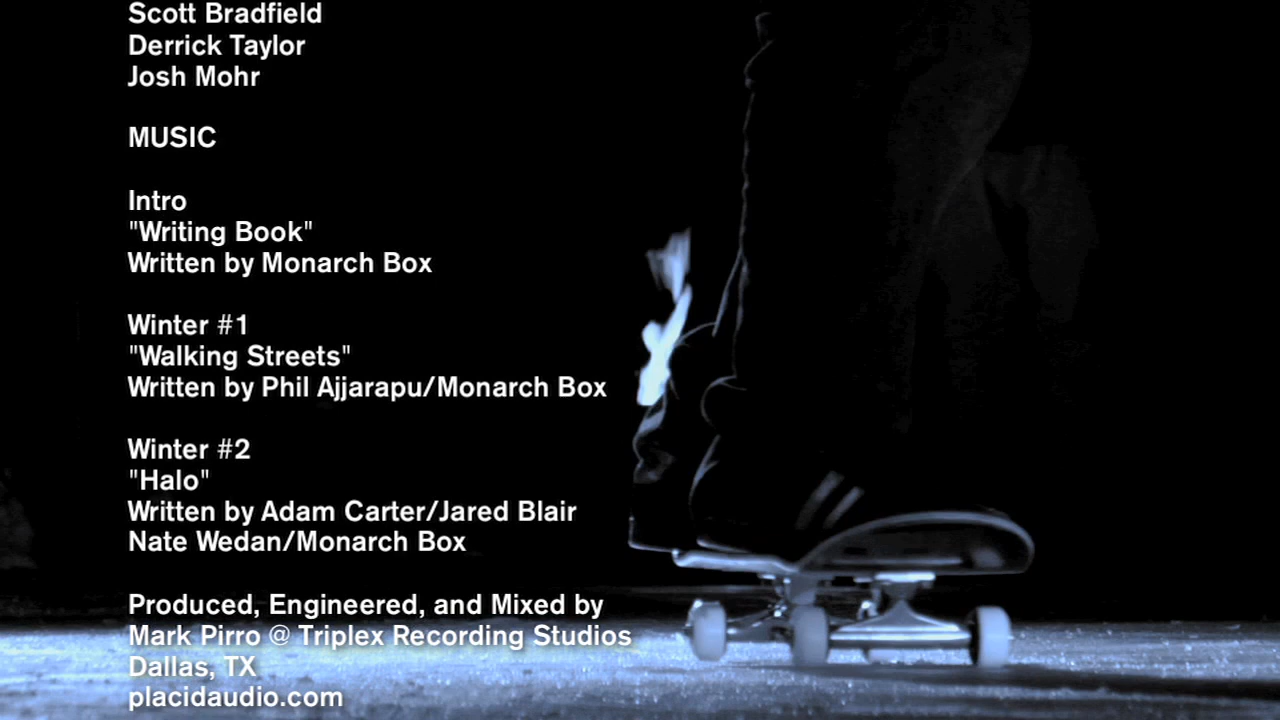 Scott Bradfield
Derrick Taylor
Josh Mohr
MUSIC
Intro
"Writing Book"
Written by Monarch Box
Winter #1
"Walking Streets"
Written by Phil Ajjarapu/Monarch Box
Winter #2
"Halo"
Written by Adam Carter/Jared Blair
Nate Wedan/Monarch Box
Produced, Engineered, and Mixed by
Mark Pirro @ Triplex Recording Studios
Dallas, TX
placidaudio.com